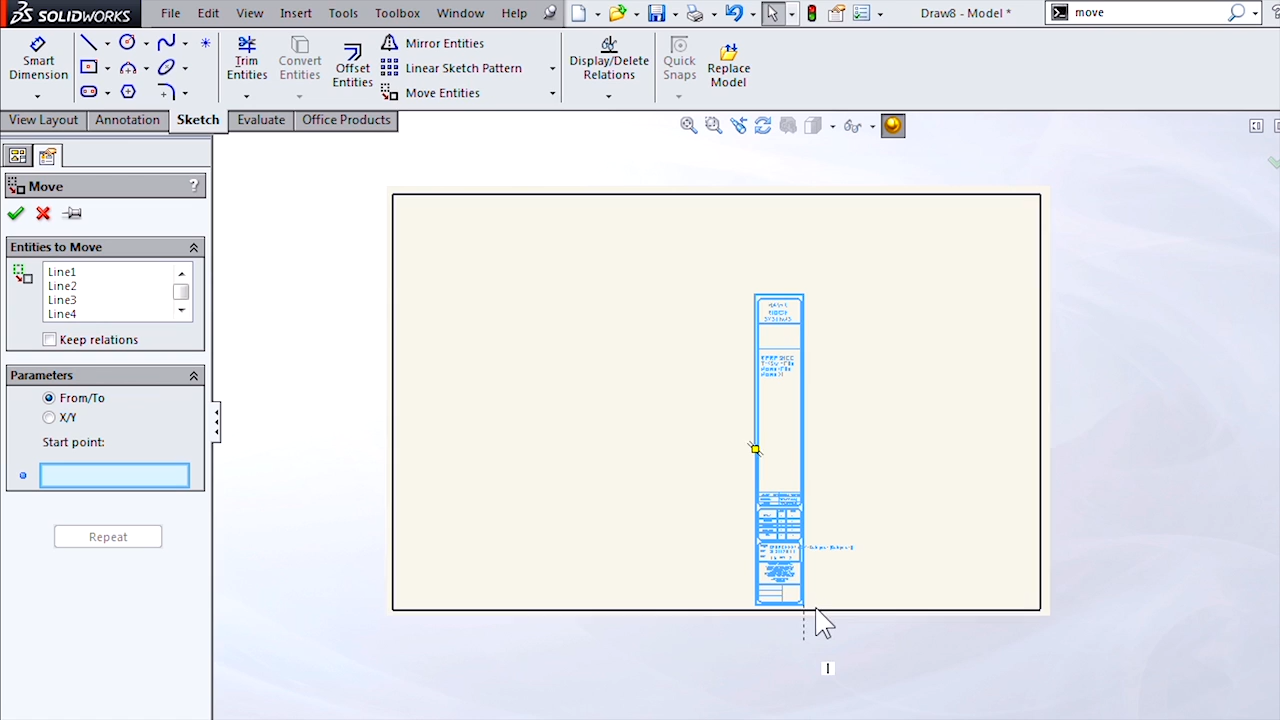 SOLIDWORKS
File Edit View Insert Tools Toolbox Window Help
Draw8 - Model *
move
Smart Dimension
Trim Entities
Convert Entities
Offset Entities
Mirror Entities
Linear Sketch Pattern
Move Entities
Display/Delete Relations
Quick Snaps
Replace Model
View Layout Annotation Sketch Evaluate Office Products
Move ?
Entities to Move
Line1
Line2
Line3
Line4
Keep relations
Parameters
From/To
X/Y
Start point:
Repeat